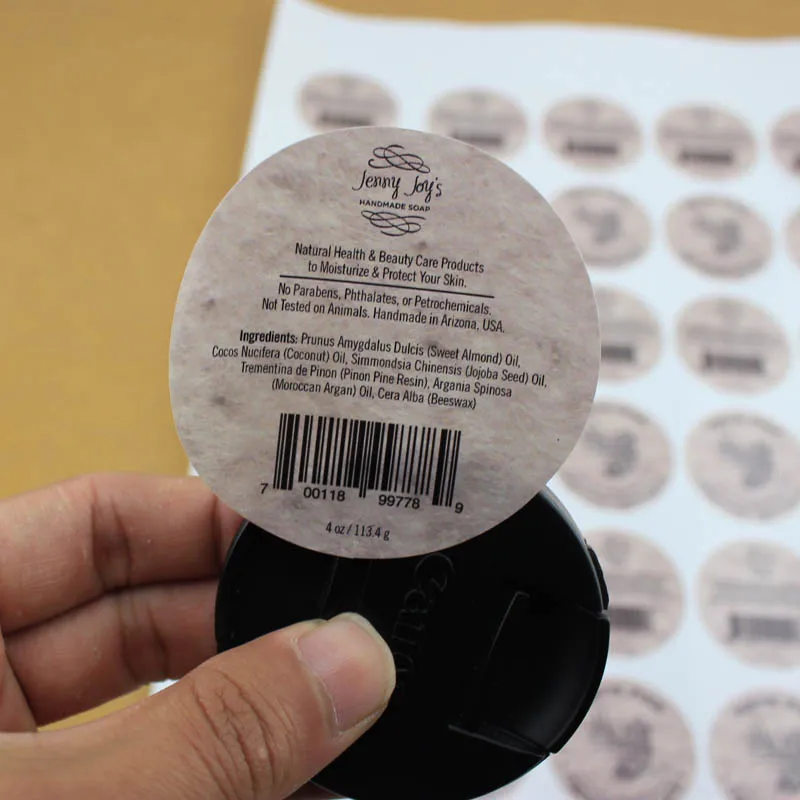 Jenny Joy's
HANDMADE SOAP
Natural Health & Beauty Care Products
to Moisturize & Protect Your Skin.
No Parabens, Phthalates, or Petrochemicals.
Not Tested on Animals. Handmade in Arizona, USA.
Ingredients: Prunus Amygdalus Dulcis (Sweet Almond) Oil,
Cocos Nucifera (Coconut) Oil, Simmondsia Chinensis (Jojoba Seed) Oil,
Trementina de Pinon (Pinon Pine Resin), Argania Spinosa
(Moroccan Argan) Oil, Cera Alba (Beeswax)
7 00118 99778 9
4 oz / 113.4 g